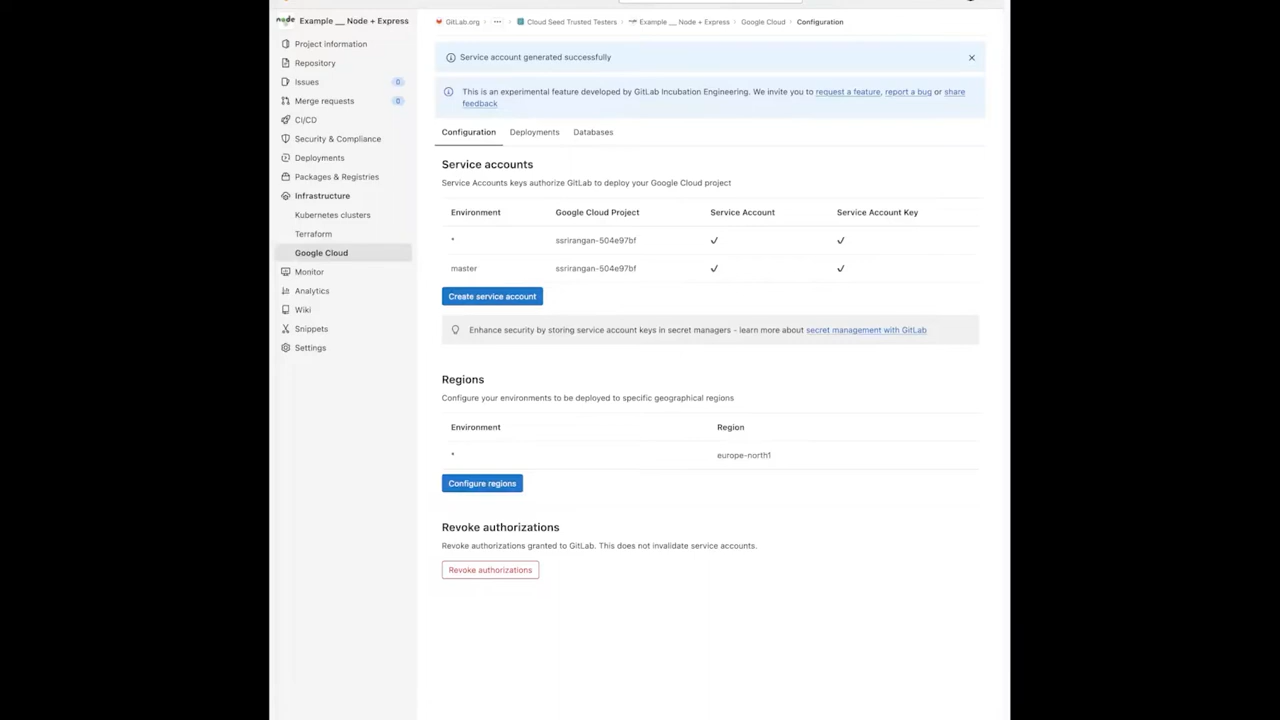 Example __ Node + Express
Project information
Repository
Issues 0
Merge requests 0
CI/CD
Security & Compliance
Deployments
Packages & Registries
Infrastructure
Kubernetes clusters
Terraform
Google Cloud
Monitor
Analytics
Wiki
Snippets
Settings
GitLab.org › ··· › Cloud Seed Trusted Testers › Example __ Node + Express › Google Cloud › Configuration
Service account generated successfully
This is an experimental feature developed by GitLab Incubation Engineering. We invite you to request a feature, report a bug or share
feedback
Configuration Deployments Databases
Service accounts
Service Accounts keys authorize GitLab to deploy your Google Cloud project
Environment Google Cloud Project Service Account Service Account Key
* ssrirangan-504e97bf ✓ ✓
master ssrirangan-504e97bf ✓ ✓
Create service account
Enhance security by storing service account keys in secret managers - learn more about secret management with GitLab
Regions
Configure your environments to be deployed to specific geographical regions
Environment Region
* europe-north1
Configure regions
Revoke authorizations
Revoke authorizations granted to GitLab. This does not invalidate service accounts.
Revoke authorizations